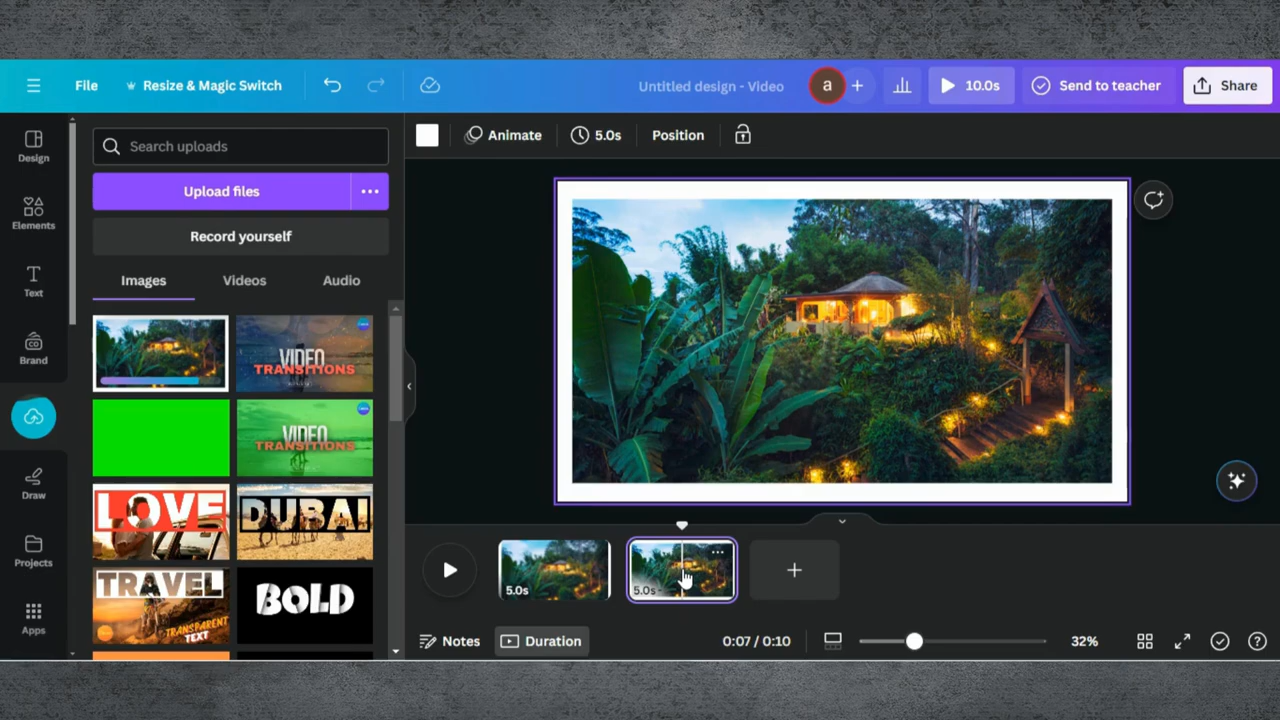 File
Resize & Magic Switch
Untitled design - Video
a
10.0s
Send to teacher
Share
Design
Elements
Text
Brand
Draw
Projects
Apps
Search uploads
Upload files
Record yourself
Images
Videos
Audio
VIDEO
TRANSITIONS
VIDEO
TRANSITIONS
LOVE
DUBAI
TRAVEL
TRANSPARENT
TEXT
BOLD
Animate
5.0s
Position
5.0s
5.0s
Notes
Duration
0:07 / 0:10
32%